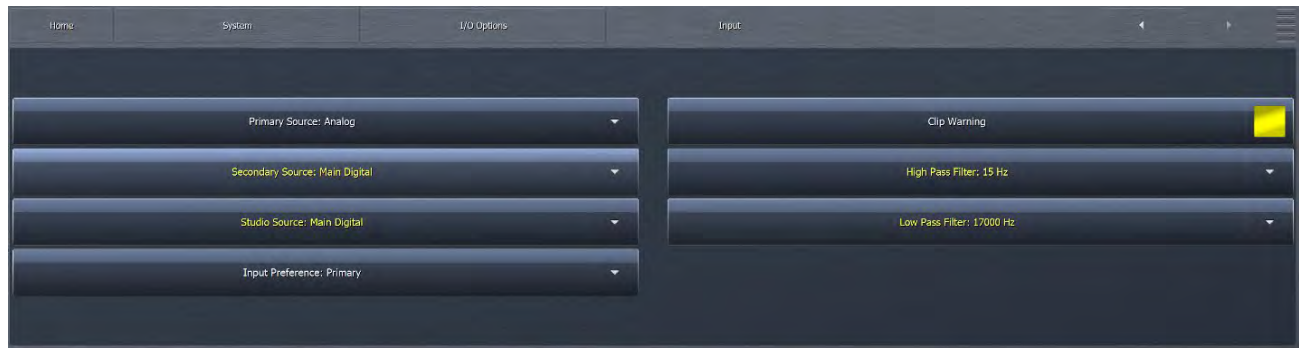 Home
System
I/O Options
Input
Primary Source: Analog
Secondary Source: Main Digital
Studio Source: Main Digital
Input Preference: Primary
Clip Warning
High Pass Filter: 15 Hz
Low Pass Filter: 17000 Hz